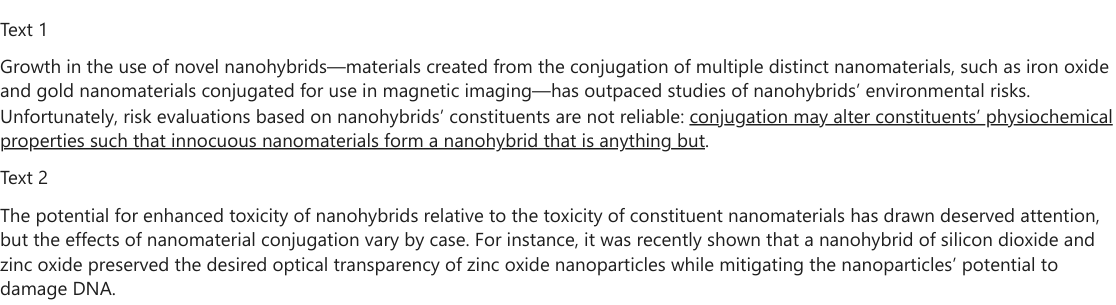 Text 1
Growth in the use of novel nanohybrids—materials created from the conjugation of multiple distinct nanomaterials, such as iron oxide
and gold nanomaterials conjugated for use in magnetic imaging—has outpaced studies of nanohybrids’ environmental risks.
Unfortunately, risk evaluations based on nanohybrids’ constituents are not reliable: conjugation may alter constituents’ physiochemical
properties such that innocuous nanomaterials form a nanohybrid that is anything but.
Text 2
The potential for enhanced toxicity of nanohybrids relative to the toxicity of constituent nanomaterials has drawn deserved attention,
but the effects of nanomaterial conjugation vary by case. For instance, it was recently shown that a nanohybrid of silicon dioxide and
zinc oxide preserved the desired optical transparency of zinc oxide nanoparticles while mitigating the nanoparticles’ potential to
damage DNA.